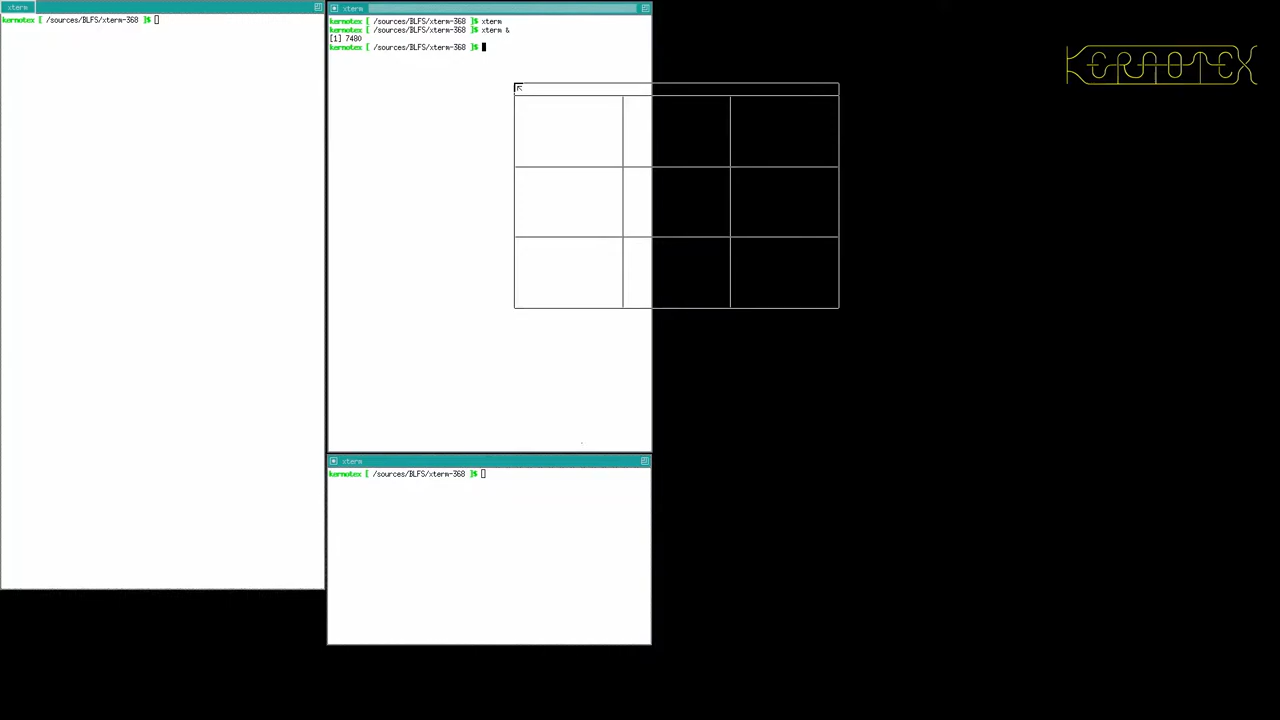 xterm
kernotex [ /sources/BLFS/xterm-368 ]$
xterm
kernotex [ /sources/BLFS/xterm-368 ]$ xterm
kernotex [ /sources/BLFS/xterm-368 ]$ xterm &
[1] 7480
kernotex [ /sources/BLFS/xterm-368 ]$
xterm
kernotex [ /sources/BLFS/xterm-368 ]$
KERNOTEX